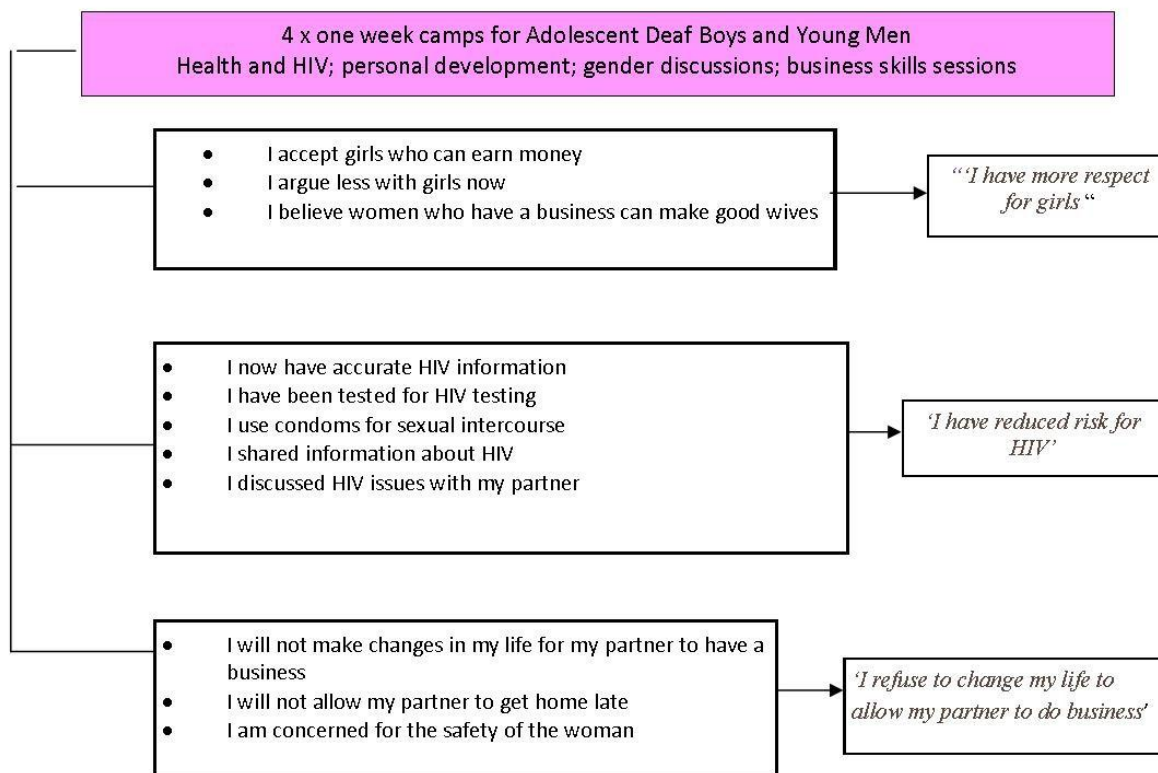 4 x one week camps for Adolescent Deaf Boys and Young Men
Health and HIV; personal development; gender discussions; business skills sessions
• I accept girls who can earn money
• I argue less with girls now
• I believe women who have a business can make good wives
“‘I have more respect
for girls “
• I now have accurate HIV information
• I have been tested for HIV testing
• I use condoms for sexual intercourse
• I shared information about HIV
• I discussed HIV issues with my partner
‘I have reduced risk for
HIV’
• I will not make changes in my life for my partner to have a
business
• I will not allow my partner to get home late
• I am concerned for the safety of the woman
‘I refuse to change my life to
allow my partner to do business’